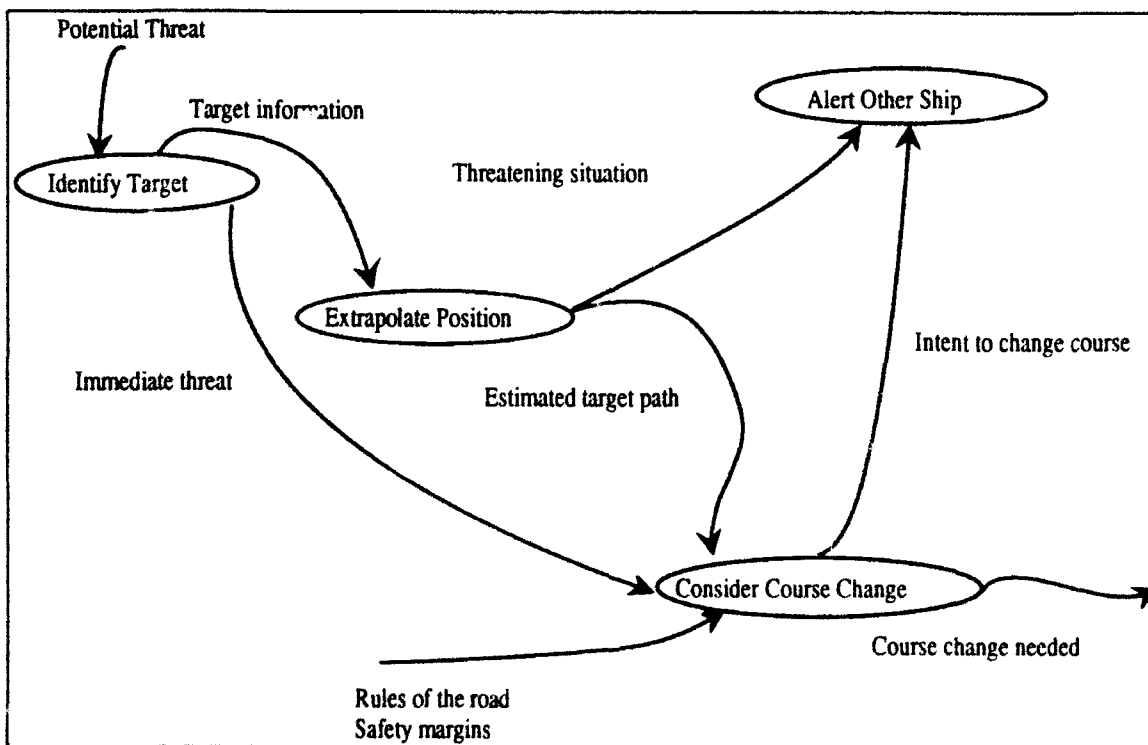 Potential Threat
Target information
Alert Other Ship
Identify Target
Threatening situation
Extrapolate Position
Intent to change course
Immediate threat
Estimated target path
Consider Course Change
Course change needed
Rules of the road
Safety margins